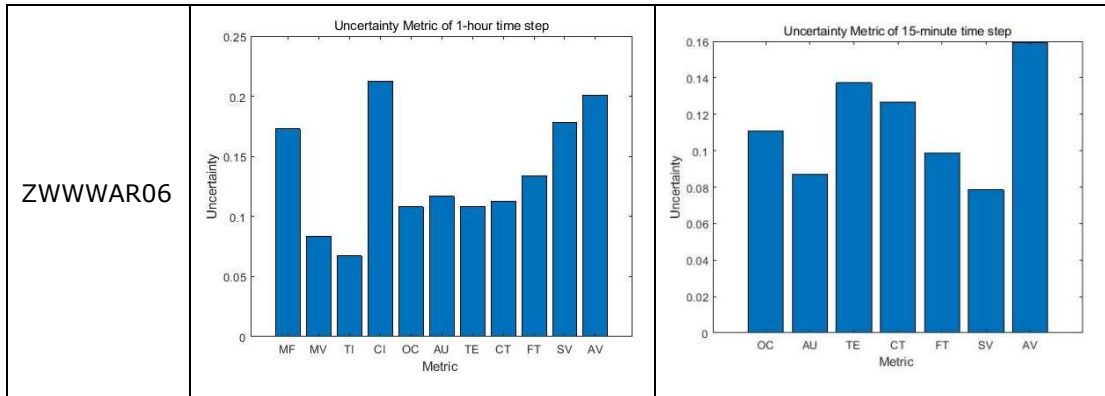 ZWWWAR06
Uncertainty Metric of 1-hour time step
0.25
0.2
0.15
0.1
0.05
0
Uncertainty
MF MV TI CI OC AU TE CT FT SV AV
Metric
Uncertainty Metric of 15-minute time step
0.16
0.14
0.12
0.1
0.08
0.06
0.04
0.02
0
Uncertainty
OC AU TE CT FT SV AV
Metric